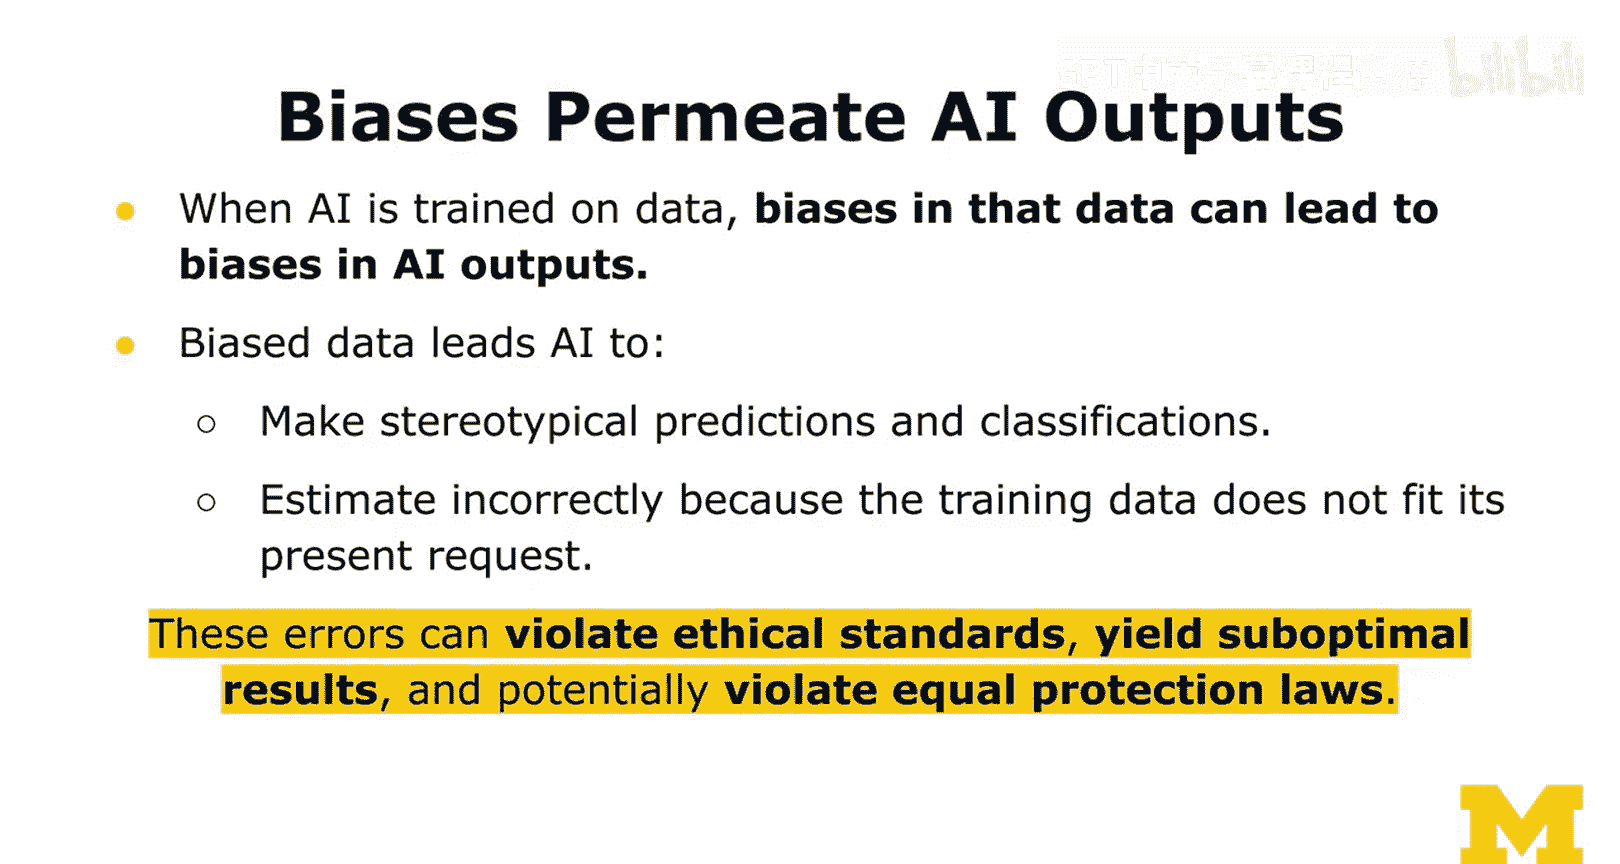 bilibili
Biases Permeate AI Outputs
● When AI is trained on data, biases in that data can lead to
biases in AI outputs.
● Biased data leads AI to:
○ Make stereotypical predictions and classifications.
○ Estimate incorrectly because the training data does not fit its
present request.
These errors can violate ethical standards, yield suboptimal
results, and potentially violate equal protection laws.
M